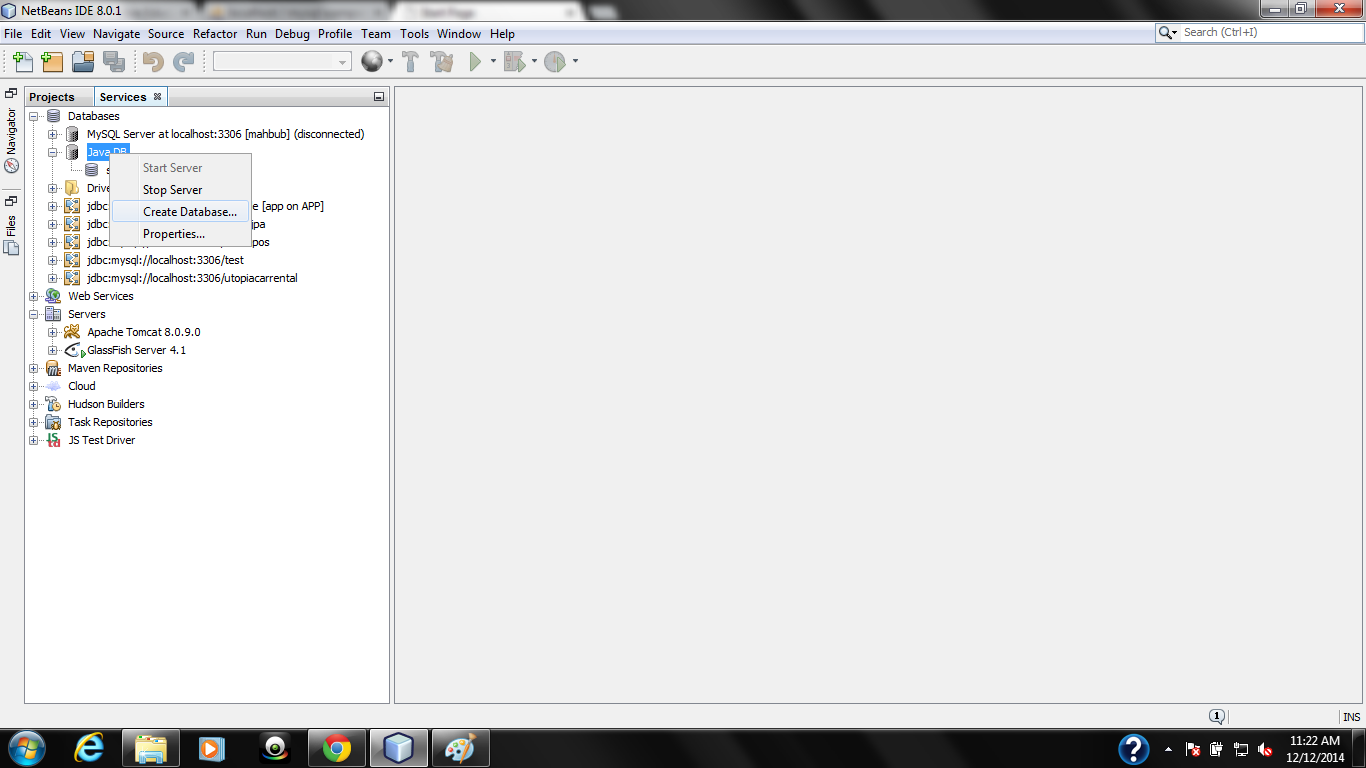 NetBeans IDE 8.0.1
Start Page
File Edit View Navigate Source Refactor Run Debug Profile Team Tools Window Help
Search (Ctrl+I)
Projects Services
Navigator
Files
Databases
MySQL Server at localhost:3306 [mahbub] (disconnected)
Java DB
Start Server
Stop Server
Create Database...
Properties...
s
Drive
jdbc: e [app on APP]
jdbc: jpa
jdbc:mysql pos
jdbc:mysql://localhost:3306/test
jdbc:mysql://localhost:3306/utopiacarrental
Web Services
Servers
Apache Tomcat 8.0.9.0
GlassFish Server 4.1
Maven Repositories
Cloud
Hudson Builders
Task Repositories
JS Test Driver
1
INS
11:22 AM
12/12/2014